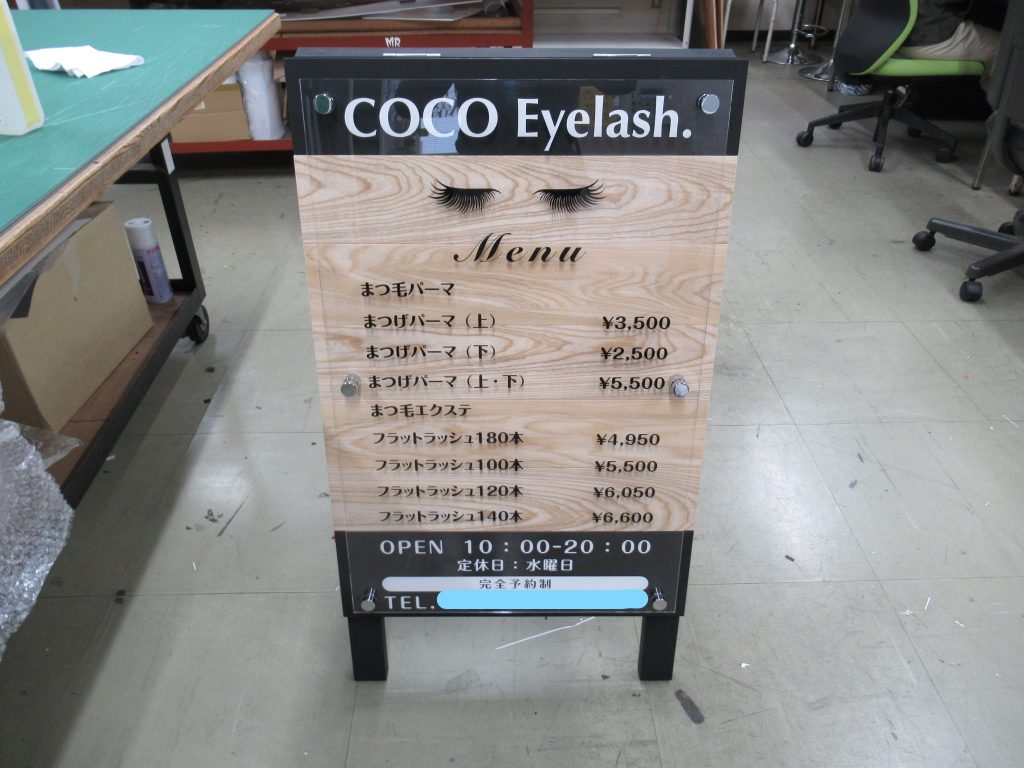 MR
COCO Eyelash.
Menu
まつ毛パーマ
まつげパーマ（上） ¥3,500
まつげパーマ（下） ¥2,500
まつげパーマ（上・下） ¥5,500
まつ毛エクステ
フラットラッシュ180本 ¥4,950
フラットラッシュ100本 ¥5,500
フラットラッシュ120本 ¥6,050
フラットラッシュ140本 ¥6,600
OPEN 10：00-20：00
定休日：水曜日
完全予約制
TEL.